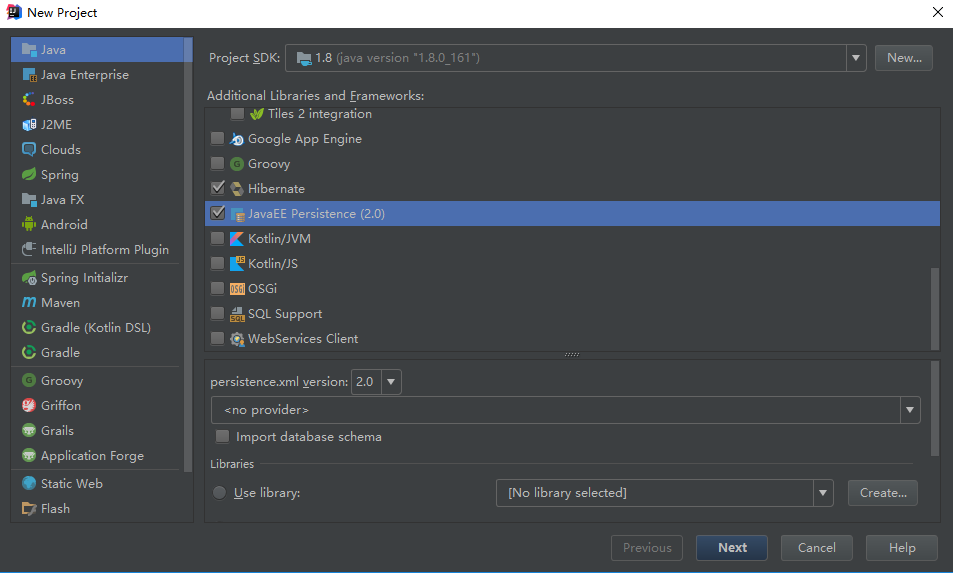 New Project
Java
Java Enterprise
JBoss
J2ME
Clouds
Spring
Java FX
Android
IntelliJ Platform Plugin
Spring Initializr
Maven
Gradle (Kotlin DSL)
Gradle
Groovy
Griffon
Grails
Application Forge
Static Web
Flash
Project SDK: 1.8 (java version "1.8.0_161") New...
Additional Libraries and Frameworks:
Tiles 2 integration
Google App Engine
Groovy
Hibernate
JavaEE Persistence (2.0)
Kotlin/JVM
Kotlin/JS
OSGi
SQL Support
WebServices Client
persistence.xml version: 2.0
<no provider>
Import database schema
Libraries
Use library: [No library selected] Create...
Previous Next Cancel Help